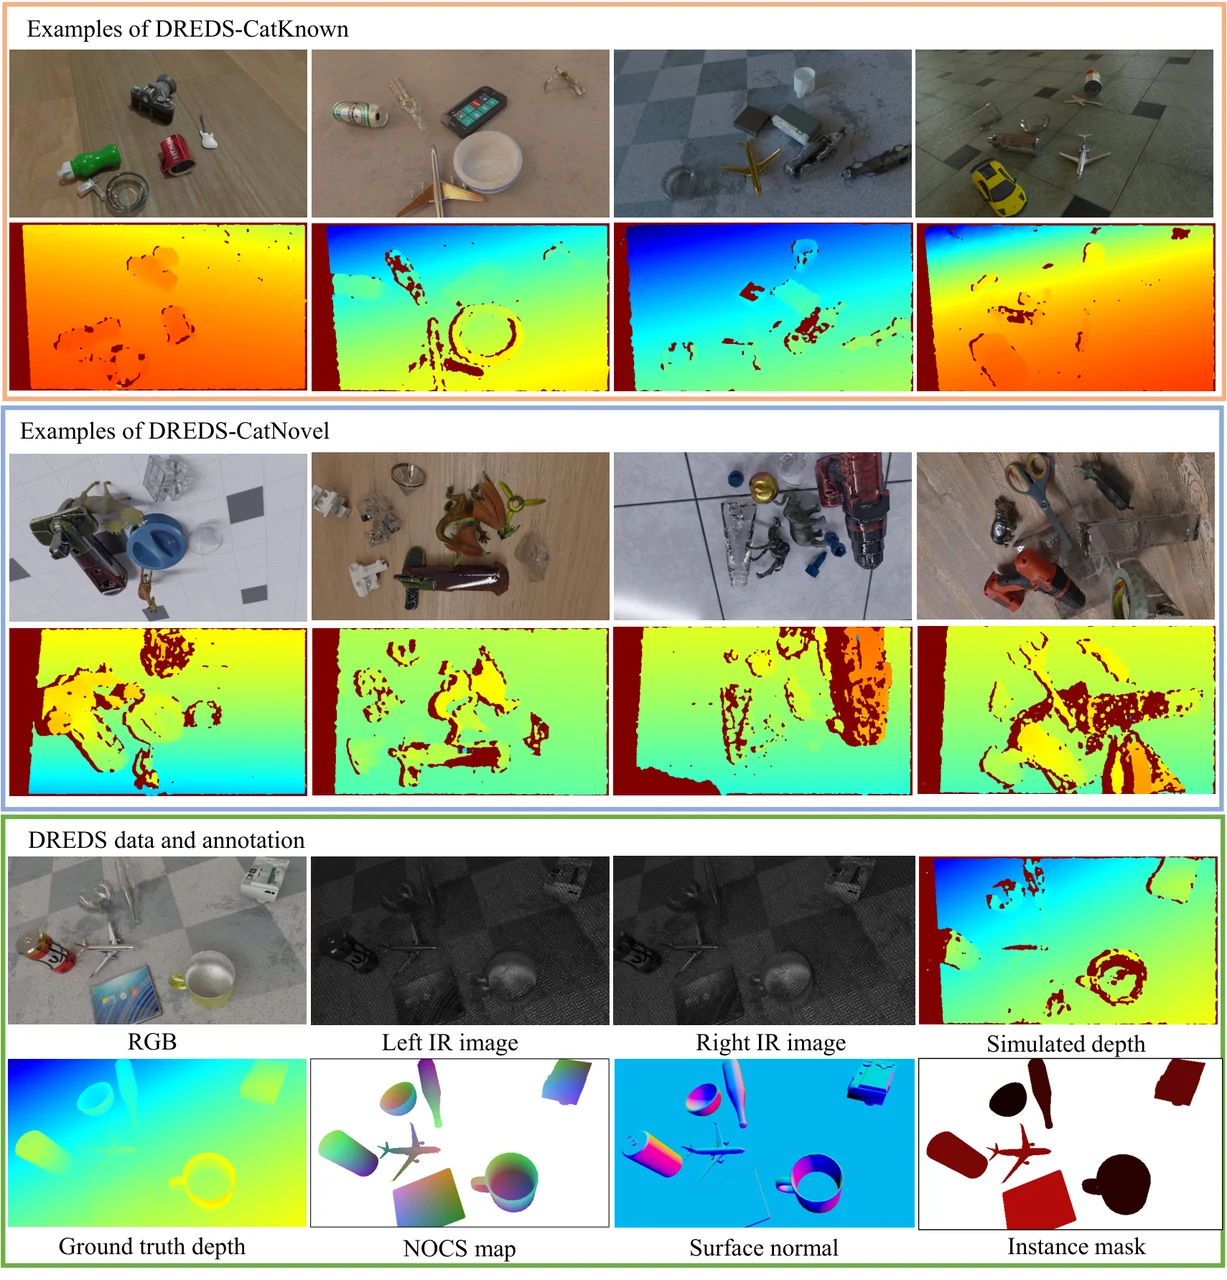 Examples of DREDS-CatKnown
Examples of DREDS-CatNovel
DREDS data and annotation
RGB
Left IR image
Right IR image
Simulated depth
Ground truth depth
NOCS map
Surface normal
Instance mask